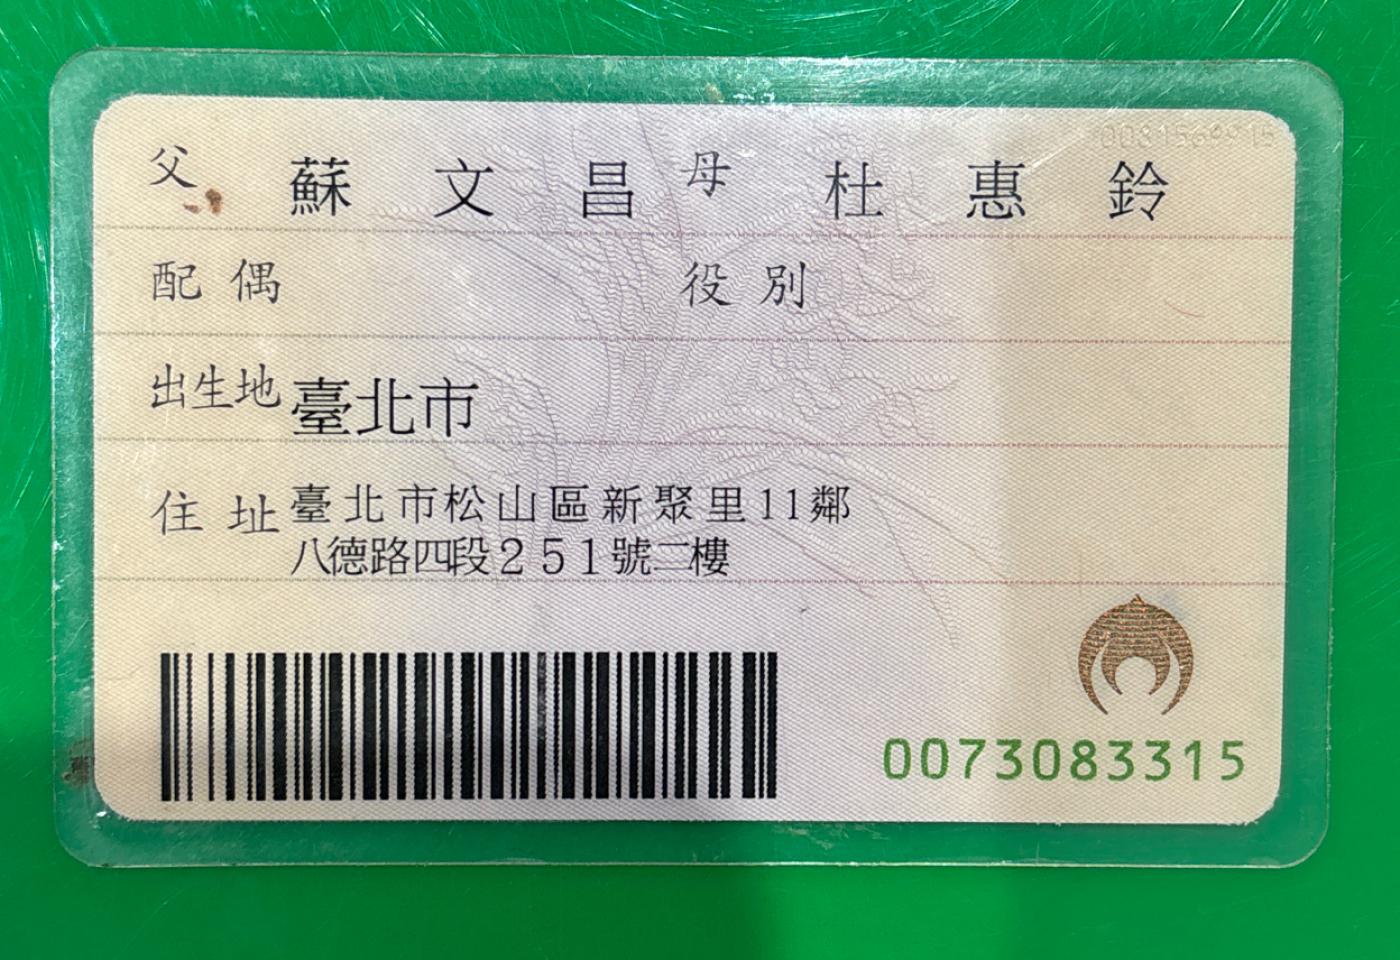 父 蘇文昌 母 杜惠鈴
配偶 役別
出生地 臺北市
住址 臺北市松山區新聚里11鄰
八德路四段251號二樓
0073083315